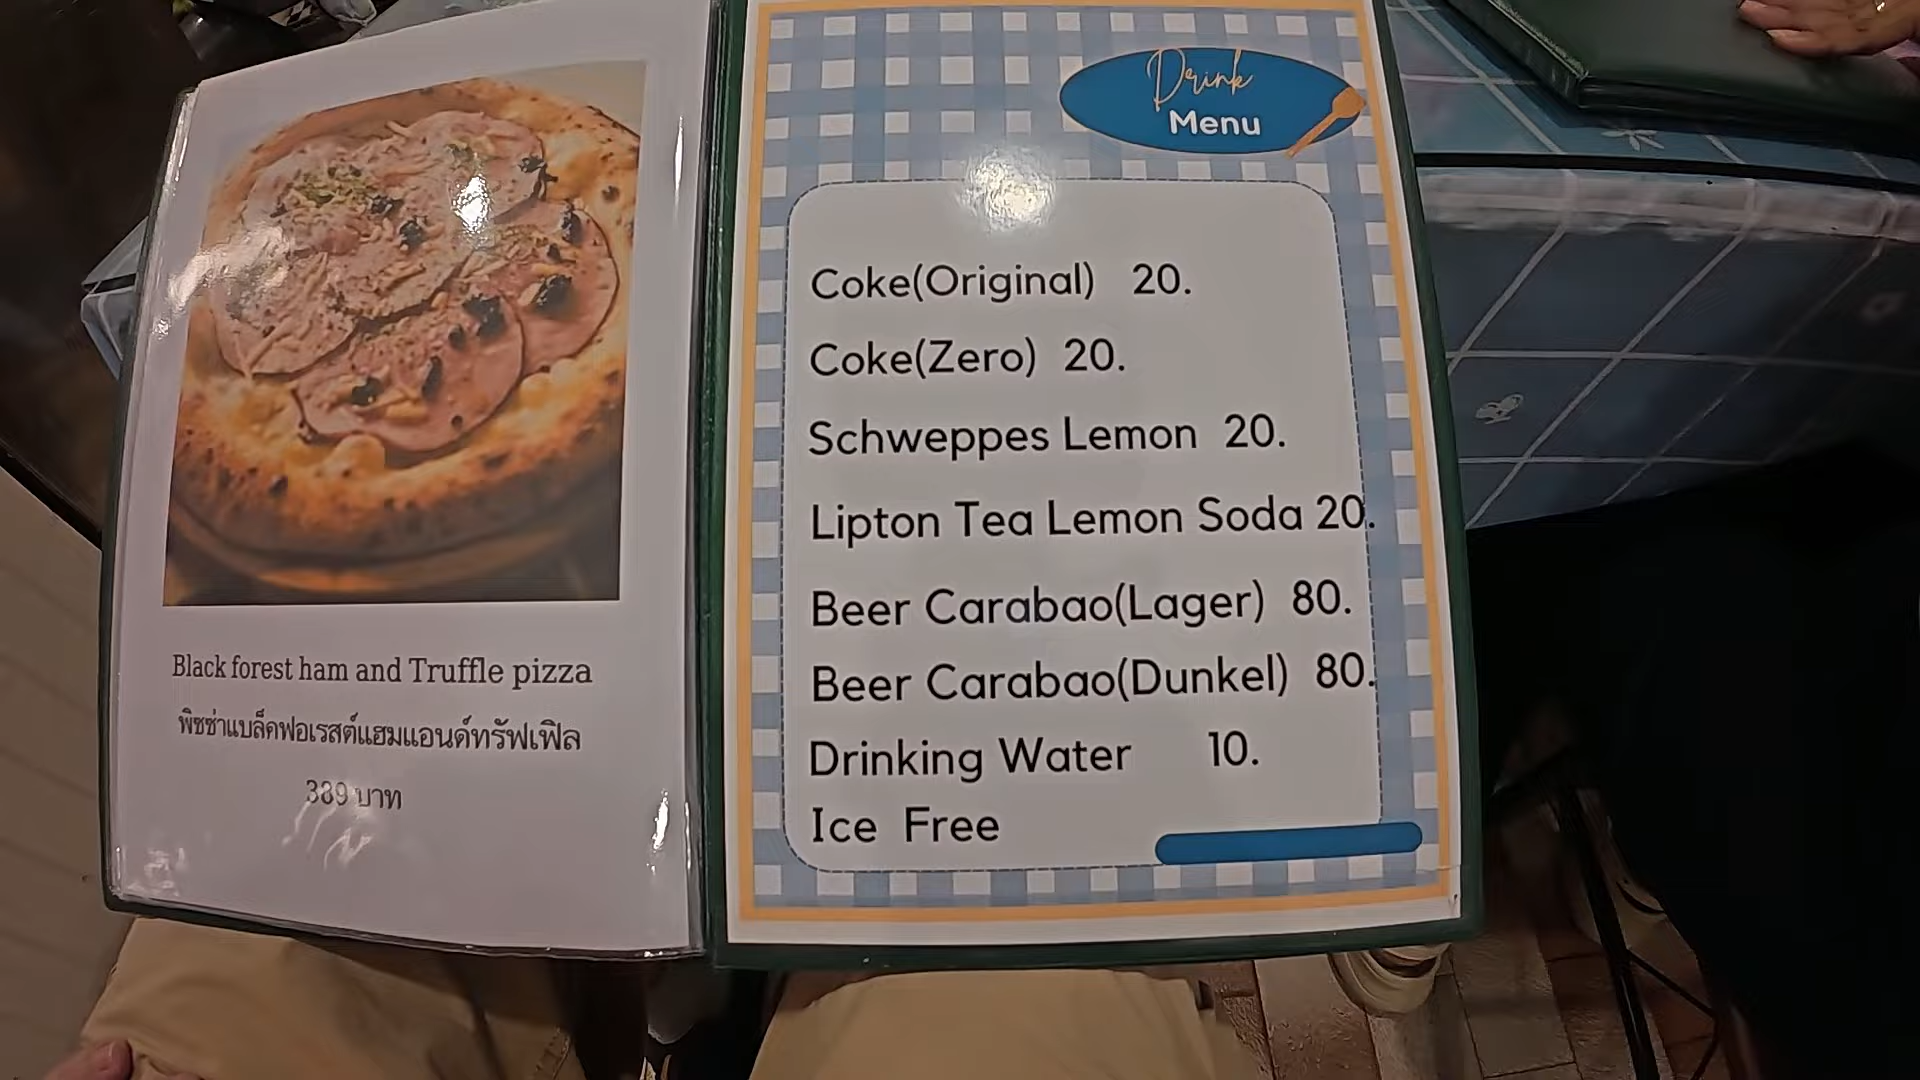 Black forest ham and Truffle pizza
พิซซ่าแบล็คฟอเรสต์แฮมแอนด์ทรัฟเฟิล
389 บาท
Drink
Menu
Coke(Original) 20.
Coke(Zero) 20.
Schweppes Lemon 20.
Lipton Tea Lemon Soda 20.
Beer Carabao(Lager) 80.
Beer Carabao(Dunkel) 80.
Drinking Water 10.
Ice Free